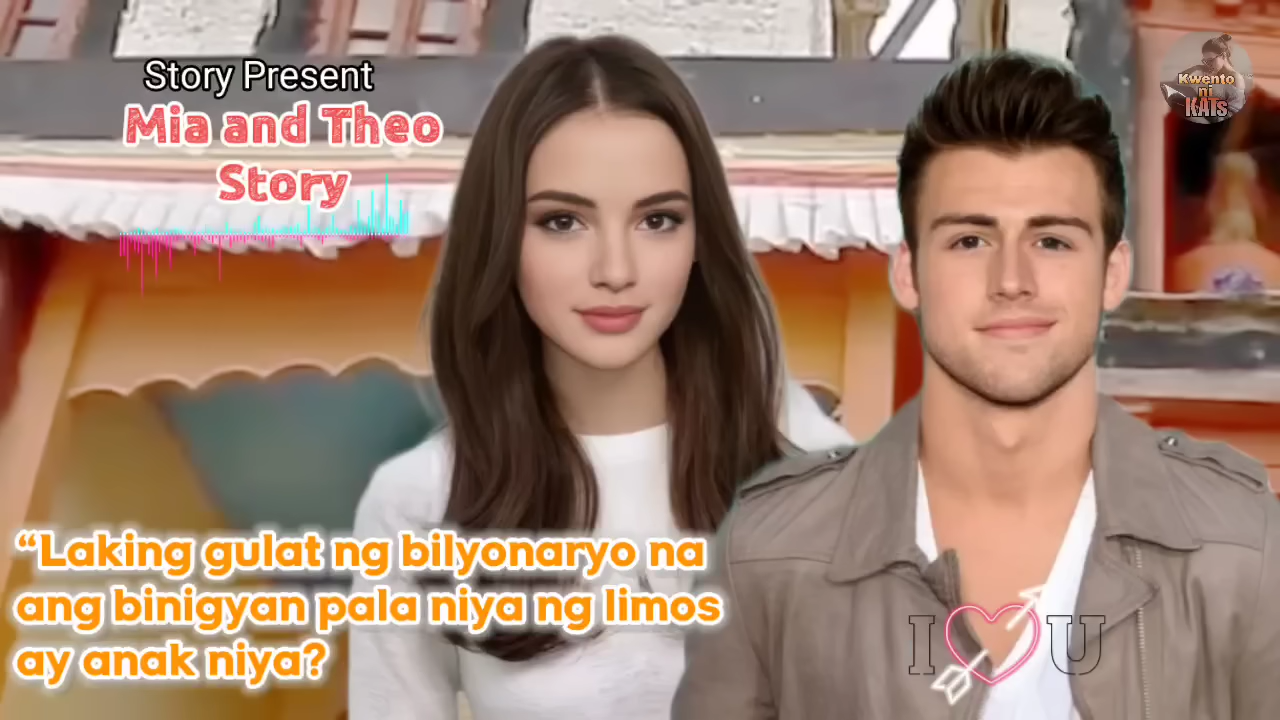 Story Present
Mia and Theo
Story
Kwento
ni
KATs
“Laking gulat ng bilyonaryo na
ang binigyan pala niya ng limos
ay anak niya?
I U